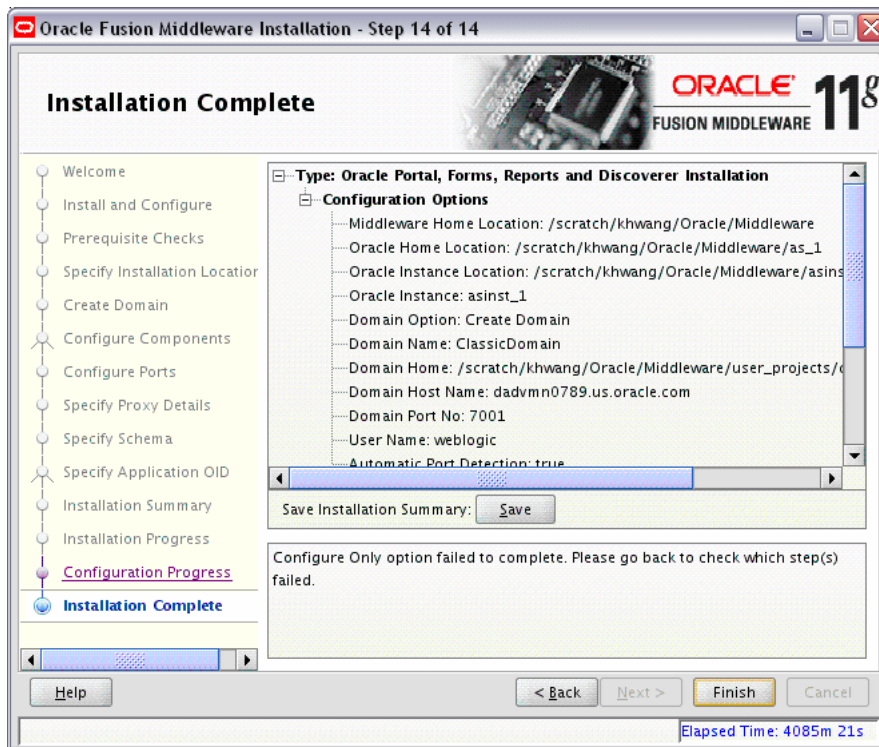 Oracle Fusion Middleware Installation - Step 14 of 14
Installation Complete
ORACLE
FUSION MIDDLEWARE
11g
Welcome
Install and Configure
Prerequisite Checks
Specify Installation Location
Create Domain
Configure Components
Configure Ports
Specify Proxy Details
Specify Schema
Specify Application OID
Installation Summary
Installation Progress
Configuration Progress
Installation Complete
Type: Oracle Portal, Forms, Reports and Discoverer Installation
Configuration Options
Middleware Home Location: /scratch/khwang/Oracle/Middleware
Oracle Home Location: /scratch/khwang/Oracle/Middleware/as_1
Oracle Instance Location: /scratch/khwang/Oracle/Middleware/asins
Oracle Instance: asinst_1
Domain Option: Create Domain
Domain Name: ClassicDomain
Domain Home: /scratch/khwang/Oracle/Middleware/user_projects/
Domain Host Name: dadvmn0789.us.oracle.com
Domain Port No: 7001
User Name: weblogic
Automatic Port Detection: true
Save Installation Summary: Save
Configure Only option failed to complete. Please go back to check which step(s)
failed.
Help
< Back
Next >
Finish
Cancel
Elapsed Time: 4085m 21s